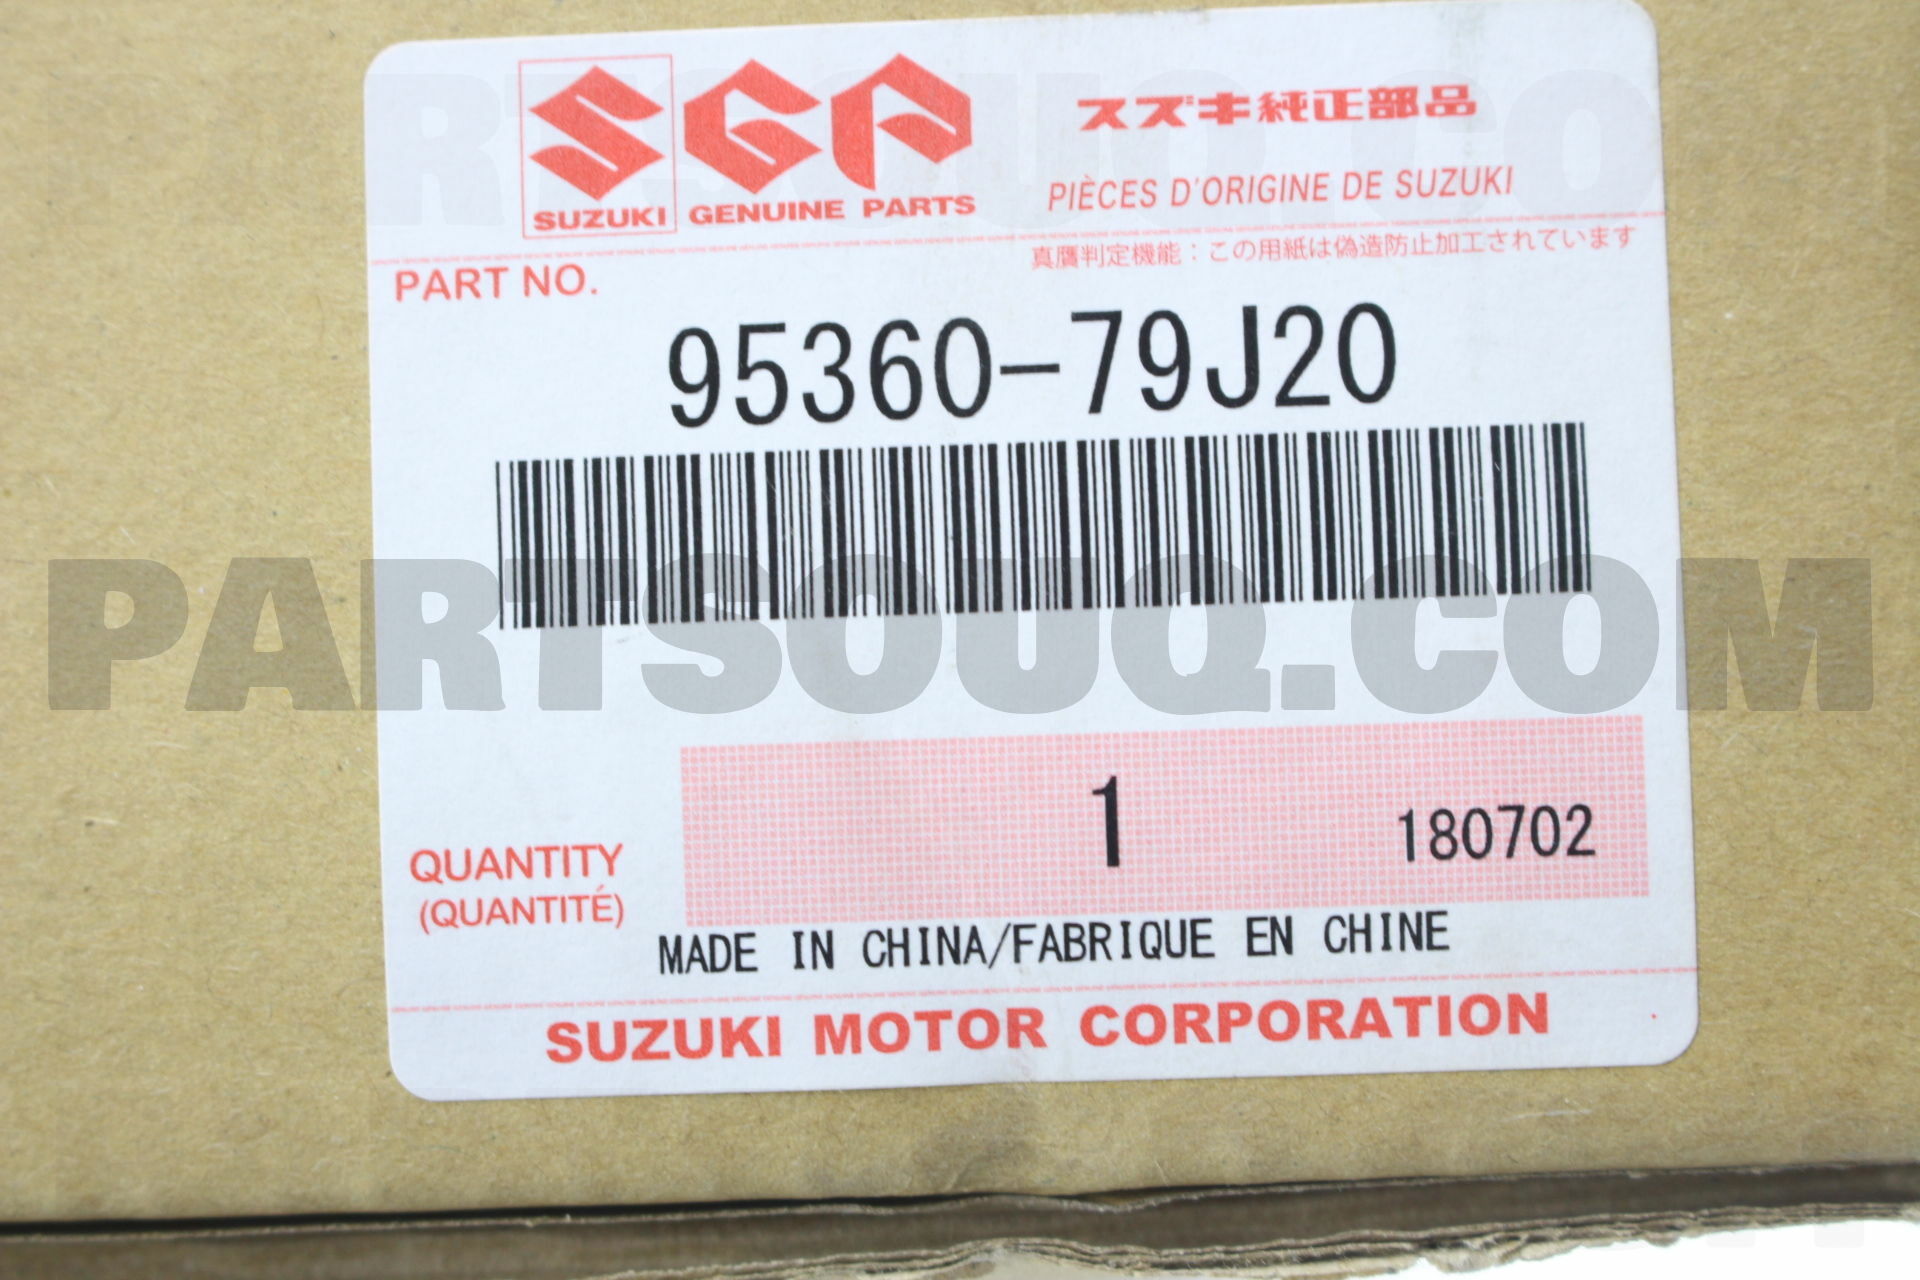 SUZUKI GENUINE PARTS
スズキ純正部品
PIÈCES D'ORIGINE DE SUZUKI
真贋判定機能：この用紙は偽造防止加工されています
PART NO.
95360-79J20
PARTSOUQ.COM
1
180702
QUANTITY
(QUANTITÉ)
MADE IN CHINA/FABRIQUE EN CHINE
SUZUKI MOTOR CORPORATION